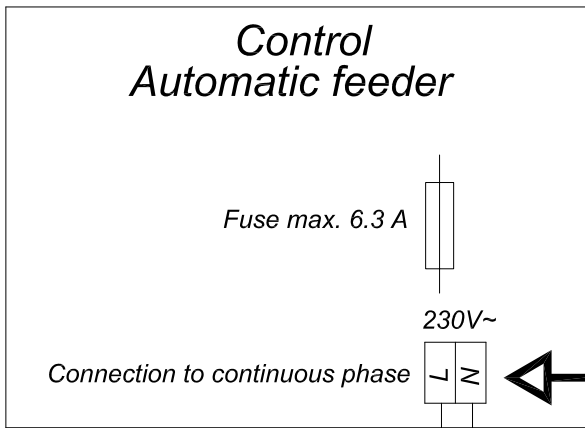 Control
Automatic feeder
Fuse max. 6.3 A
230V~
Connection to continuous phase
L N